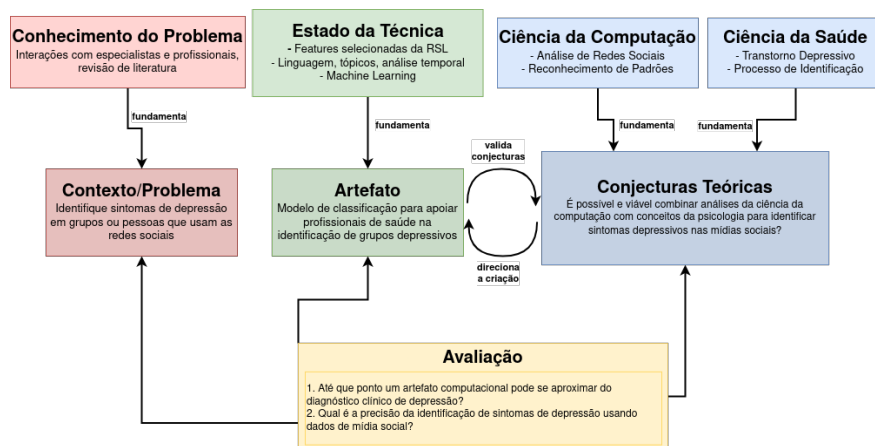 Conhecimento do Problema
Interações com especialistas e profissionais,
revisão de literatura
Estado da Técnica
- Features selecionadas da RSL
- Linguagem, tópicos, análise temporal
- Machine Learning
Ciência da Computação
- Análise de Redes Sociais
- Reconhecimento de Padrões
Ciência da Saúde
- Transtorno Depressivo
- Processo de Identificação
fundamenta
fundamenta
fundamenta
fundamenta
valida
conjecturas
Contexto/Problema
Identifique sintomas de depressão
em grupos ou pessoas que usam as
redes sociais
Artefato
Modelo de classificação para apoiar
profissionais de saúde na
identificação de grupos depressivos
Conjecturas Teóricas
É possível e viável combinar análises da ciência da
computação com conceitos da psicologia para identificar
sintomas depressivos nas mídias sociais?
direciona
a criação
Avaliação
1. Até que ponto um artefato computacional pode se aproximar do
diagnóstico clínico de depressão?
2. Qual é a precisão da identificação de sintomas de depressão usando
dados de mídia social?